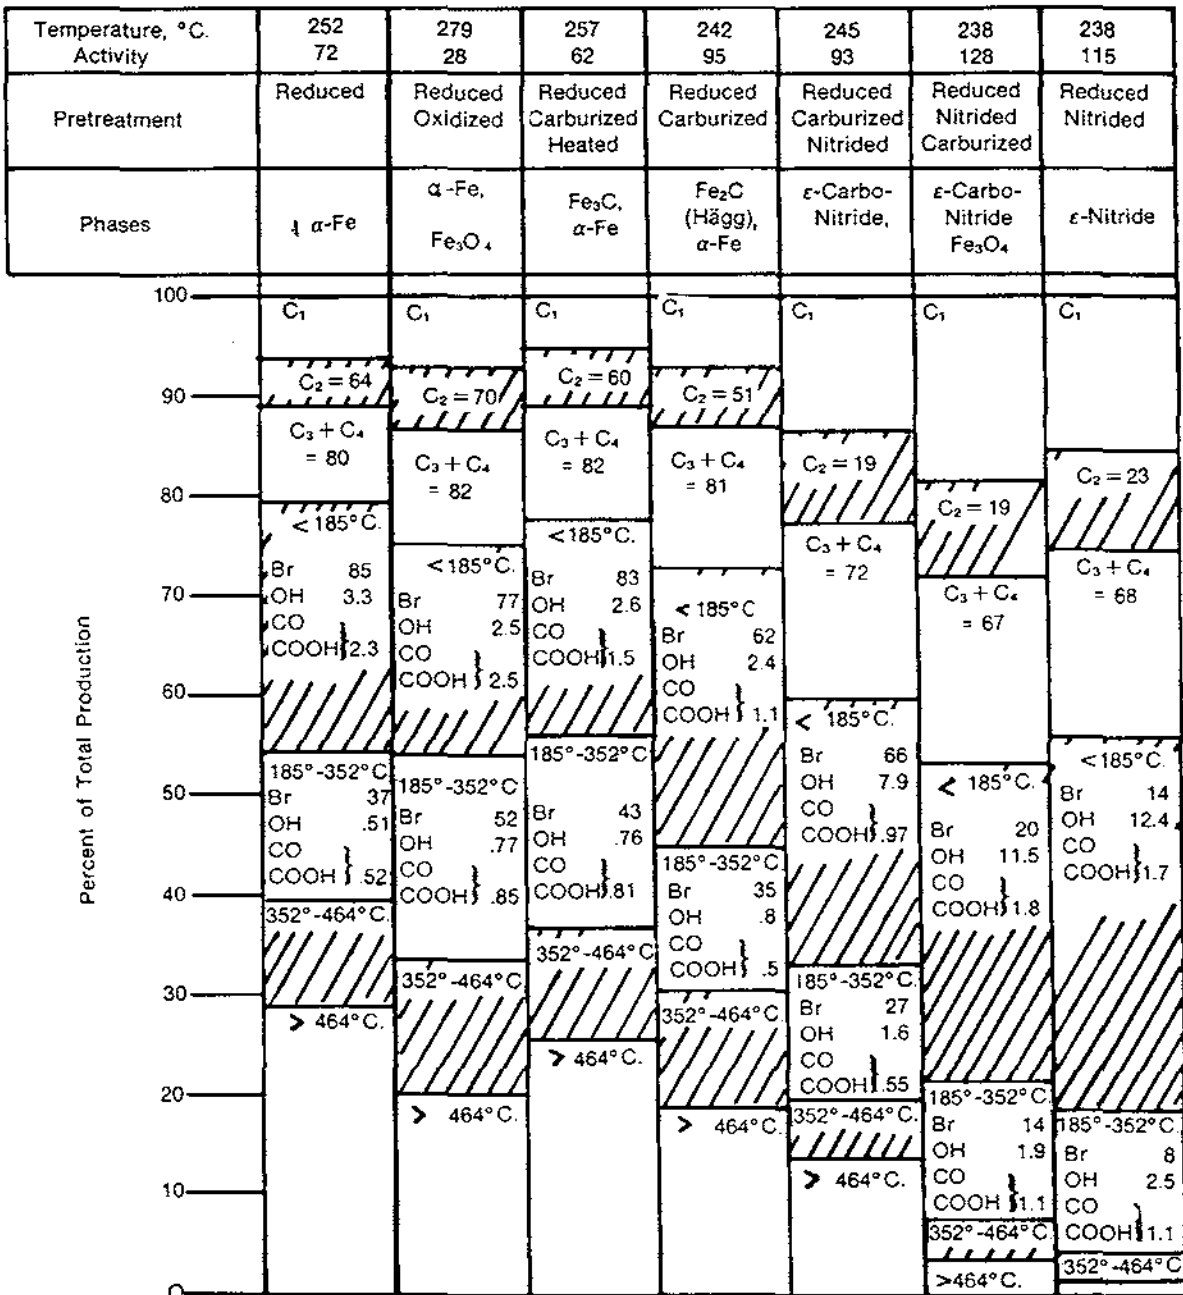 Temperature, °C. 252 279 257 242 245 238 238
Activity 72 28 62 95 93 128 115
Pretreatment
Reduced
Reduced
Oxidized
Reduced
Carburized
Heated
Reduced
Carburized
Reduced
Carburized
Nitrided
Reduced
Nitrided
Carburized
Reduced
Nitrided
Phases
α-Fe
α-Fe,
Fe₃O₄
Fe₃C,
α-Fe
Fe₂C
(Hägg),
α-Fe
ε-Carbo-
Nitride,
ε-Carbo-
Nitride
Fe₃O₄
ε-Nitride
Percent of Total Production
100
90
80
70
60
50
40
30
20
10
0
C₁
C₂ = 64
C₃ + C₄
= 80
< 185°C.
Br 85
OH 3.3
CO
COOH } 2.3
185°-352°C
Br 37
OH .51
CO
COOH } .52
352°-464°C.
> 464°C.
C₁
C₂ = 70
C₃ + C₄
= 82
< 185°C.
Br 77
OH 2.5
CO
COOH } 2.5
185°-352°C
Br 52
OH .77
CO
COOH } .85
352°-464°C
> 464°C.
C₁
C₂ = 60
C₃ + C₄
= 82
< 185°C.
Br 83
OH 2.6
CO
COOH } 1.5
185°-352°C
Br 43
OH .76
CO
COOH } .81
352°-464°C
> 464°C.
C₁
C₂ = 51
C₃ + C₄
= 81
< 185°C
Br 62
OH 2.4
CO
COOH } 1.1
185°-352°C.
Br 35
OH .8
CO
COOH } .5
352°-464°C.
> 464°C.
C₁
C₂ = 19
C₃ + C₄
= 72
< 185°C.
Br 66
OH 7.9
CO
COOH } .97
185°-352°C.
Br 27
OH 1.6
CO
COOH } .55
352°-464°C.
> 464°C.
C₁
C₂ = 19
C₃ + C₄
= 67
< 185°C.
Br 20
OH 11.5
CO
COOH } 1.8
185°-352°C.
Br 14
OH 1.9
CO
COOH } 1.1
352°-464°C
>464°C.
C₁
C₂ = 23
C₃ + C₄
= 68
< 185°C.
Br 14
OH 12.4
CO
COOH } 1.7
185°-352°C.
Br 8
OH 2.5
CO
COOH } 1.1
352°-464°C